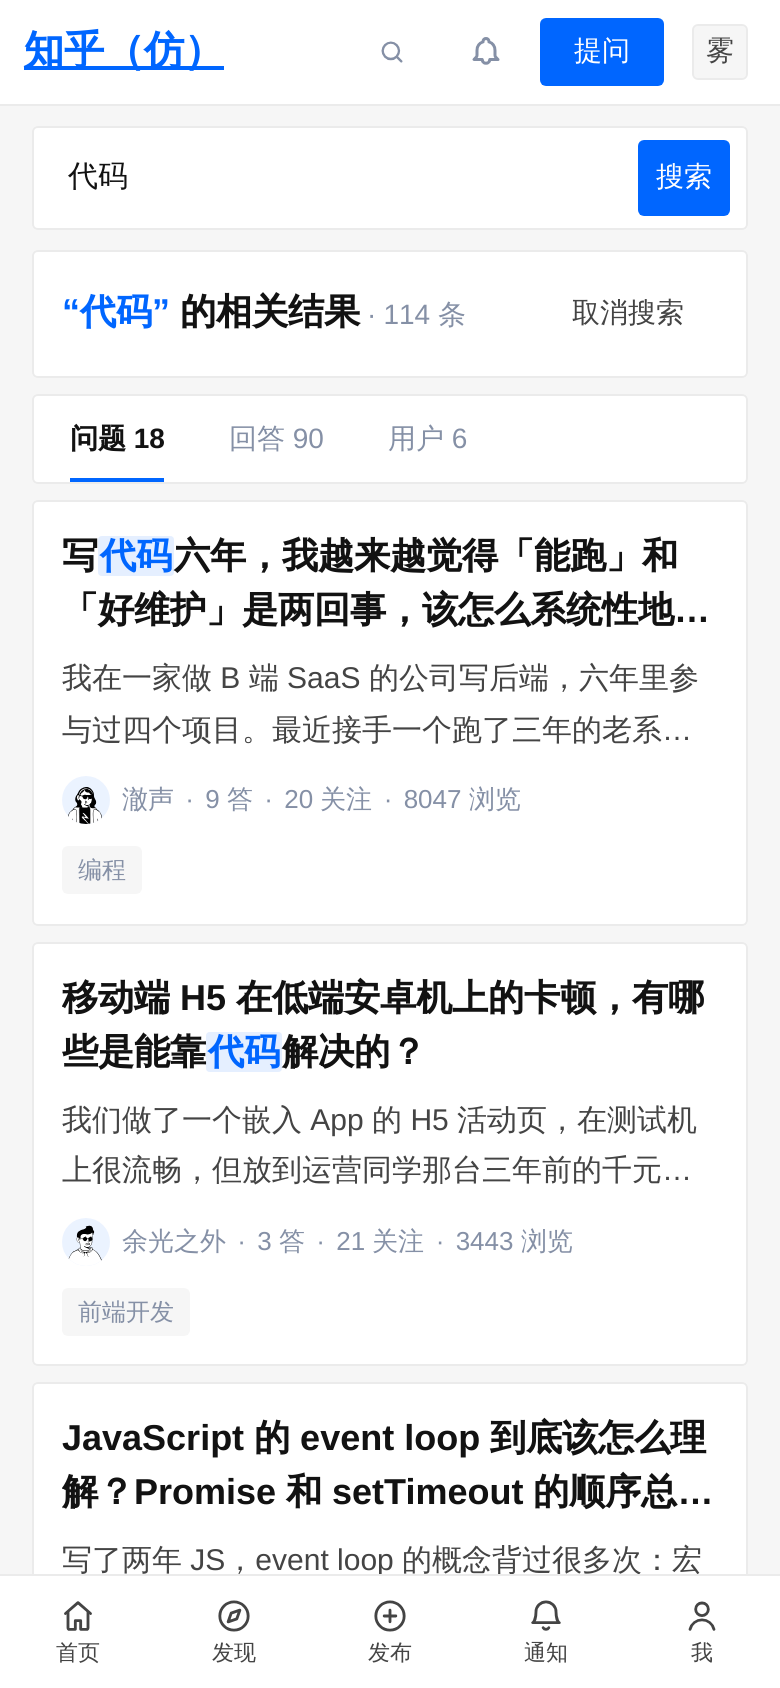 知乎（仿）
提问
雾
代码
搜索
“代码” 的相关结果 · 114 条
取消搜索
问题 18
回答 90
用户 6
写代码六年，我越来越觉得「能跑」和
「好维护」是两回事，该怎么系统性地…
我在一家做 B 端 SaaS 的公司写后端，六年里参
与过四个项目。最近接手一个跑了三年的老系…
澈声 · 9 答 · 20 关注 · 8047 浏览
编程
移动端 H5 在低端安卓机上的卡顿，有哪
些是能靠代码解决的？
我们做了一个嵌入 App 的 H5 活动页，在测试机
上很流畅，但放到运营同学那台三年前的千元…
余光之外 · 3 答 · 21 关注 · 3443 浏览
前端开发
JavaScript 的 event loop 到底该怎么理
解？Promise 和 setTimeout 的顺序总…
写了两年 JS，event loop 的概念背过很多次：宏
首页
发现
发布
通知
我